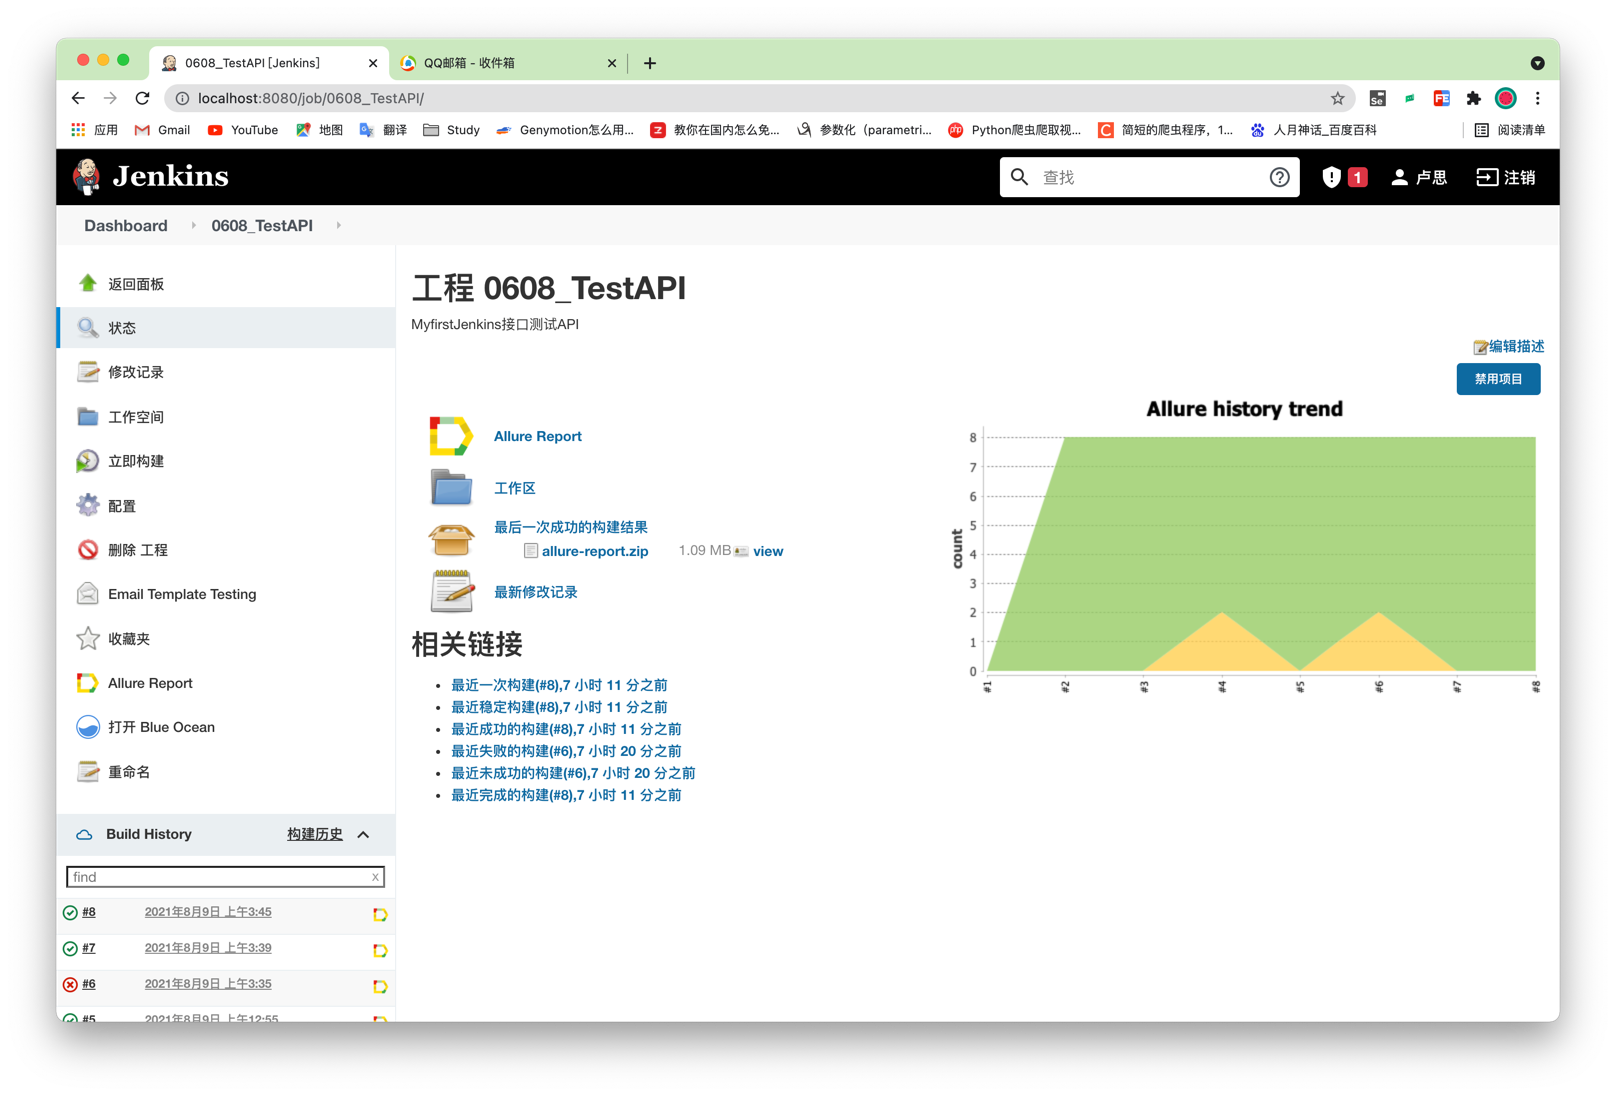 0608_TestAPI [Jenkins]
QQ邮箱 - 收件箱
localhost:8080/job/0608_TestAPI/
Se
FE
应用
Gmail
YouTube
地图
翻译
Study
Genymotion怎么用...
教你在国内怎么免...
参数化（parametri...
php
Python爬虫爬取视...
C
简短的爬虫程序，1...
人月神话_百度百科
阅读清单
Jenkins
查找
1
卢思
注销
Dashboard
0608_TestAPI
返回面板
状态
修改记录
工作空间
立即构建
配置
删除 工程
Email Template Testing
收藏夹
Allure Report
打开 Blue Ocean
重命名
Build History
构建历史
find
x
#8
2021年8月9日 上午3:45
#7
2021年8月9日 上午3:39
#6
2021年8月9日 上午3:35
#5
2021年8月9日 上午12:55
工程 0608_TestAPI
MyfirstJenkins接口测试API
编辑描述
禁用项目
Allure Report
工作区
最后一次成功的构建结果
allure-report.zip 1.09 MB view
最新修改记录
相关链接
最近一次构建(#8),7 小时 11 分之前
最近稳定构建(#8),7 小时 11 分之前
最近成功的构建(#8),7 小时 11 分之前
最近失败的构建(#6),7 小时 20 分之前
最近未成功的构建(#6),7 小时 20 分之前
最近完成的构建(#8),7 小时 11 分之前
Allure history trend
count
8
7
6
5
4
3
2
1
0
#1
#2
#3
#4
#5
#6
#7
#8